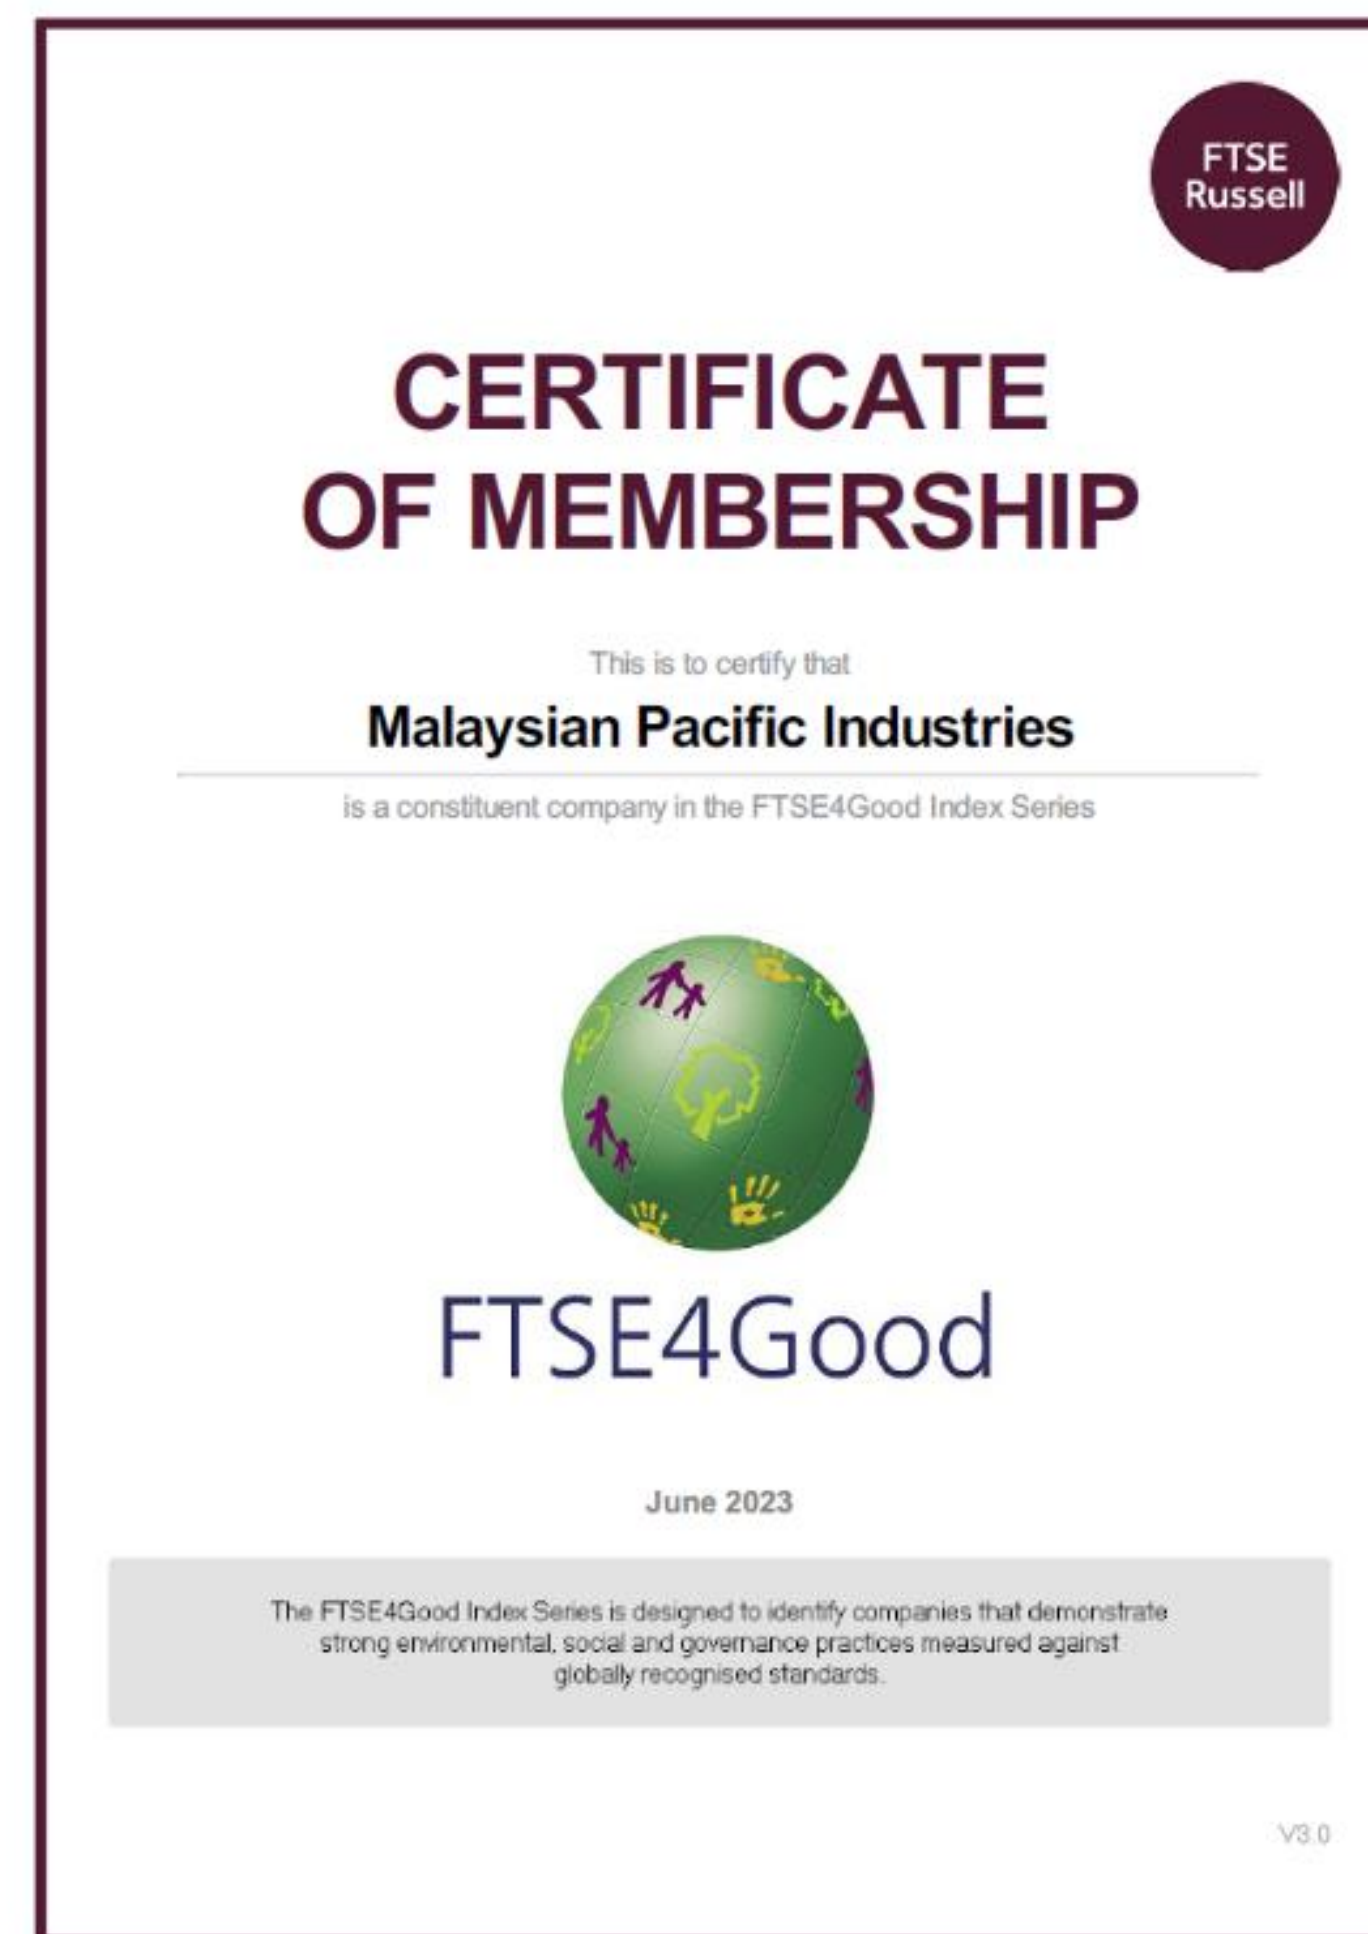 FTSE
Russell
CERTIFICATE
OF MEMBERSHIP
This is to certify that
Malaysian Pacific Industries
is a constituent company in the FTSE4Good Index Series
FTSE4Good
June 2023
The FTSE4Good Index Series is designed to identify companies that demonstrate
strong environmental, social and governance practices measured against
globally recognised standards.
V3.0